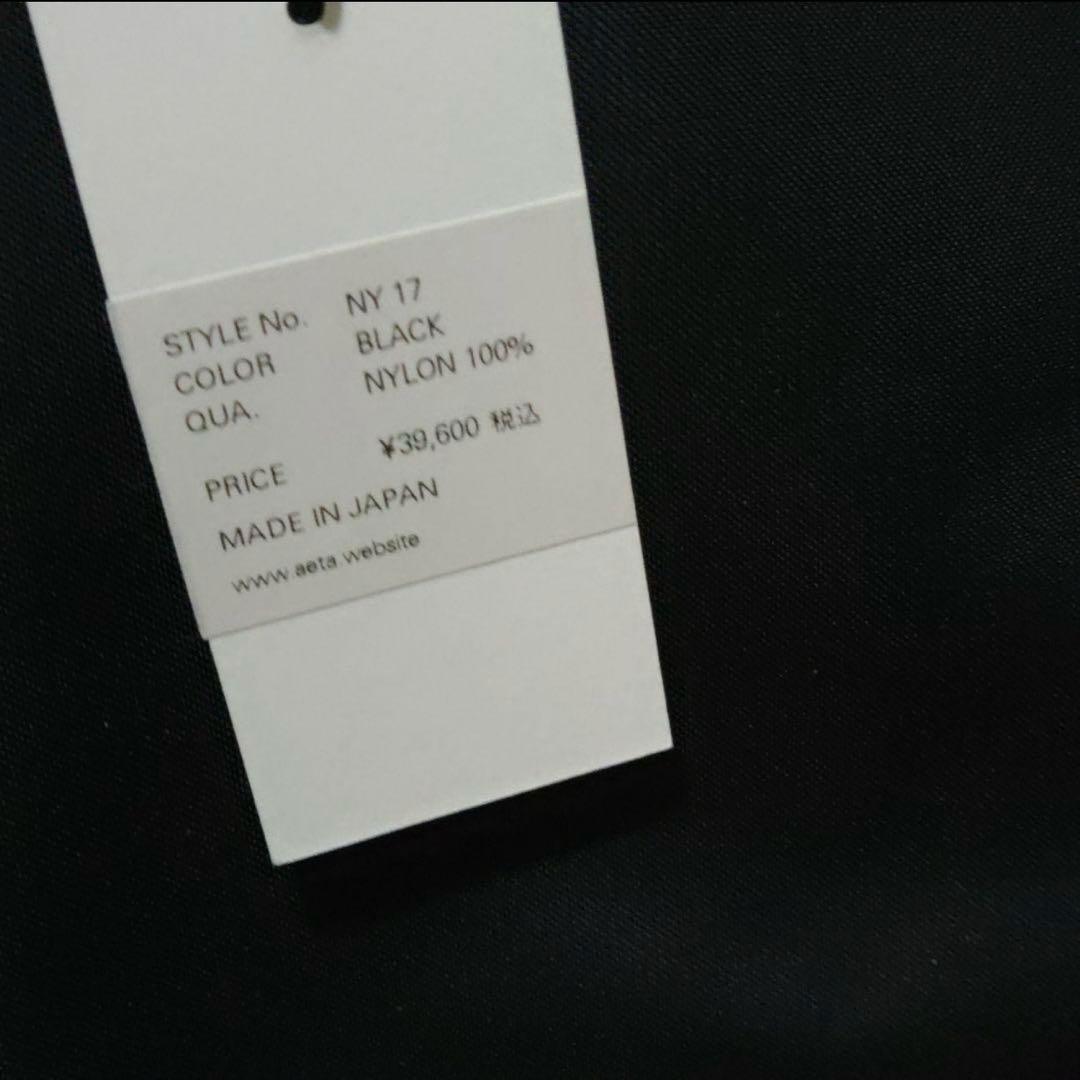 STYLE No. NY 17
COLOR BLACK
QUA. NYLON 100%
PRICE ¥39,600 税込
MADE IN JAPAN
www.aeta.website